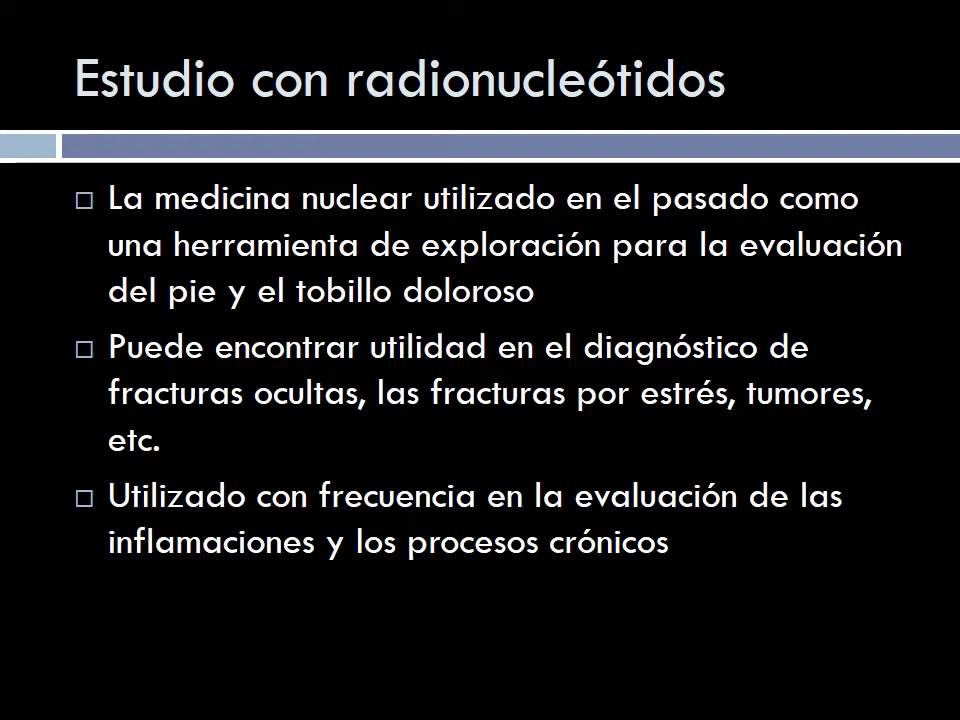 Estudio con radionucleótidos
La medicina nuclear utilizado en el pasado como
una herramienta de exploración para la evaluación
del pie y el tobillo doloroso
Puede encontrar utilidad en el diagnóstico de
fracturas ocultas, las fracturas por estrés, tumores,
etc.
Utilizado con frecuencia en la evaluación de las
inflamaciones y los procesos crónicos